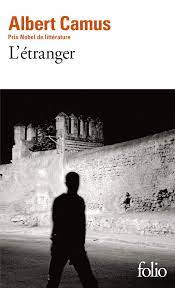 Albert Camus
Prix Nobel de littérature
L'étranger
folio